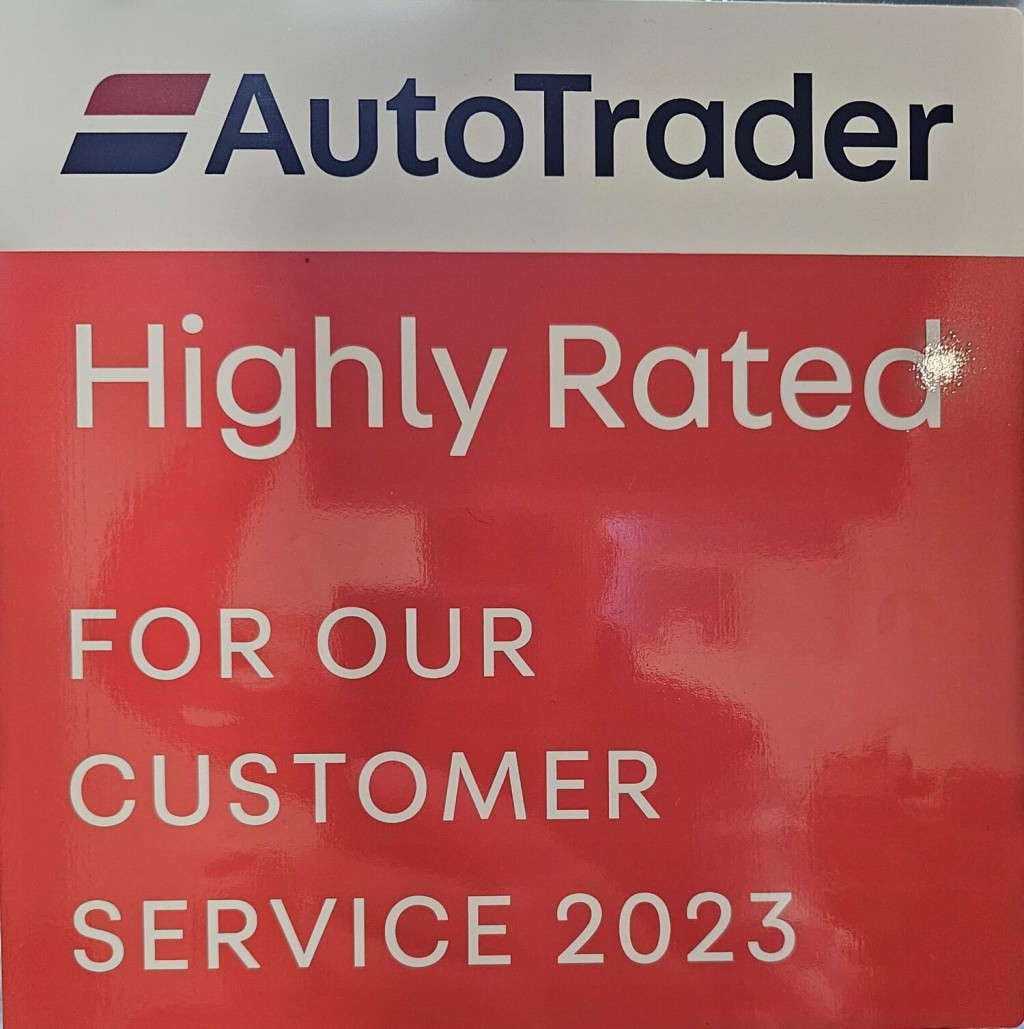 AutoTrader
Highly Rated
FOR OUR
CUSTOMER
SERVICE 2023